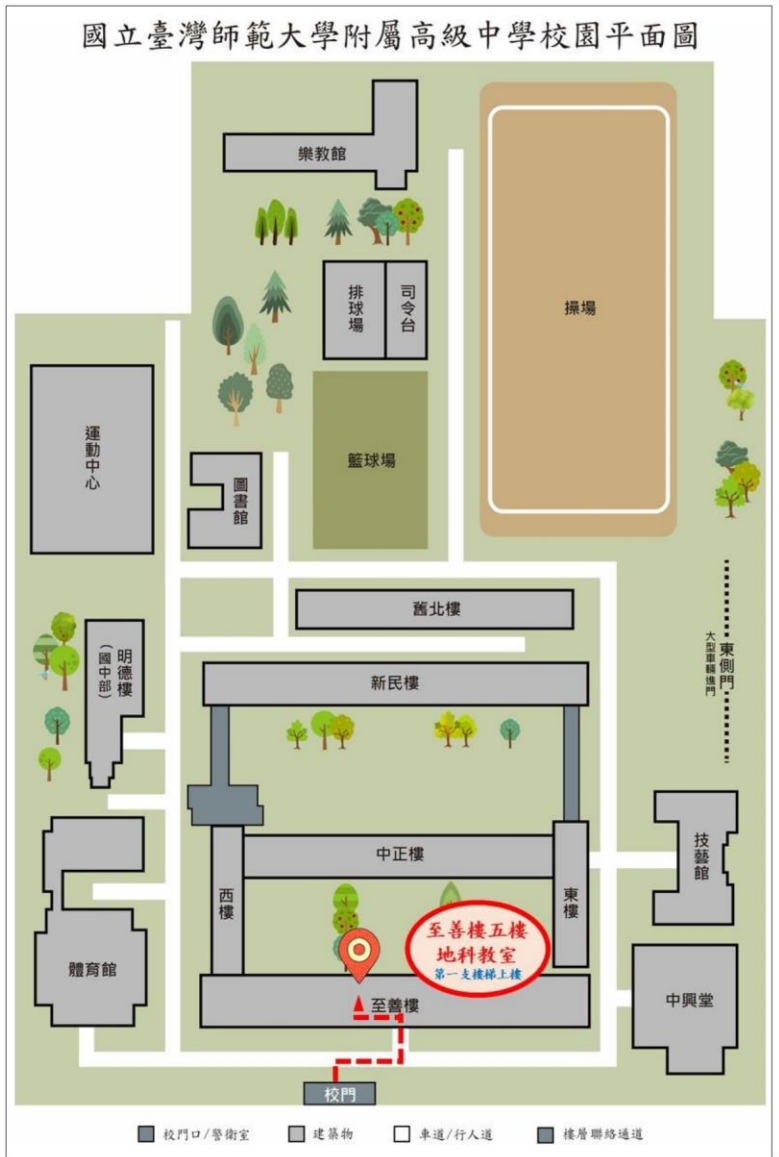 國立臺灣師範大學附屬高級中學校園平面圖
樂教館
排球場
司令台
操場
運動中心
圖書館
籃球場
舊北樓
明德樓
(國中部)
新民樓
東側門
大型車輛進門
中正樓
西樓
東樓
技藝館
至善樓五樓
地科教室
第一支樓梯上樓
體育館
至善樓
中興堂
校門
校門口/警衛室
建築物
車道/行人道
樓層聯絡通道